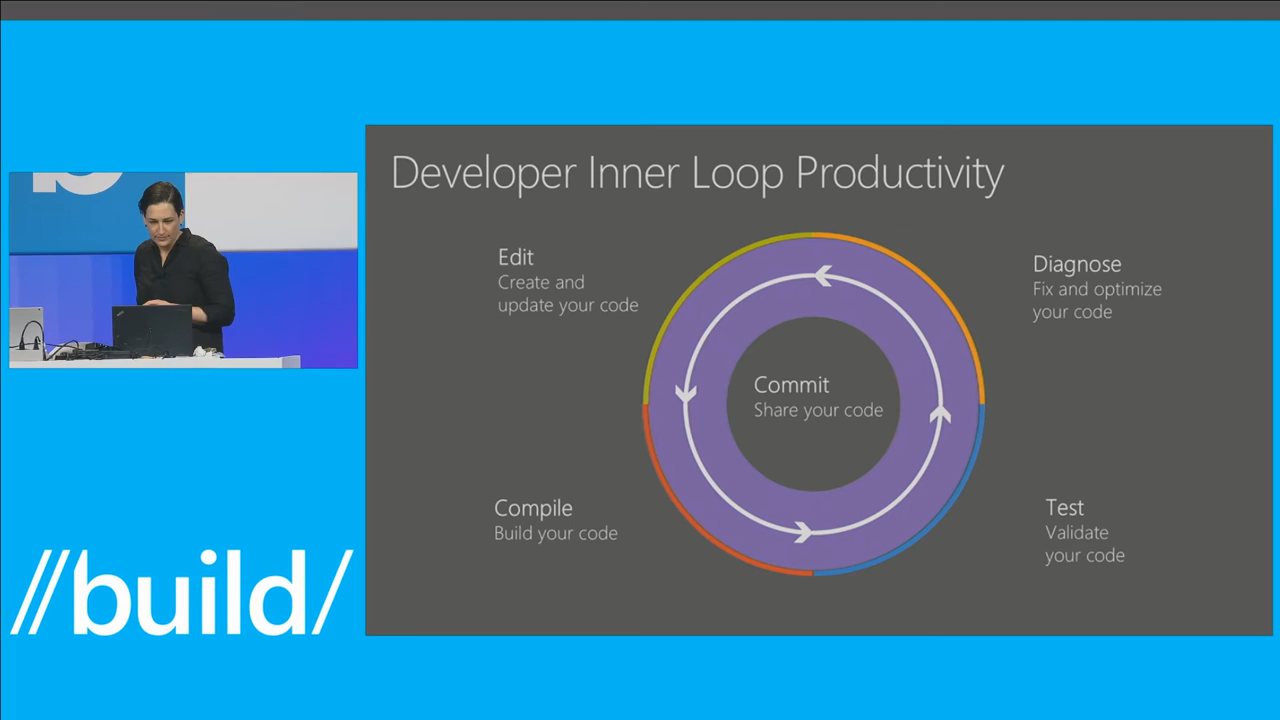 Developer Inner Loop Productivity
Edit
Create and
update your code
Diagnose
Fix and optimize
your code
Commit
Share your code
Compile
Build your code
Test
Validate
your code
//build/